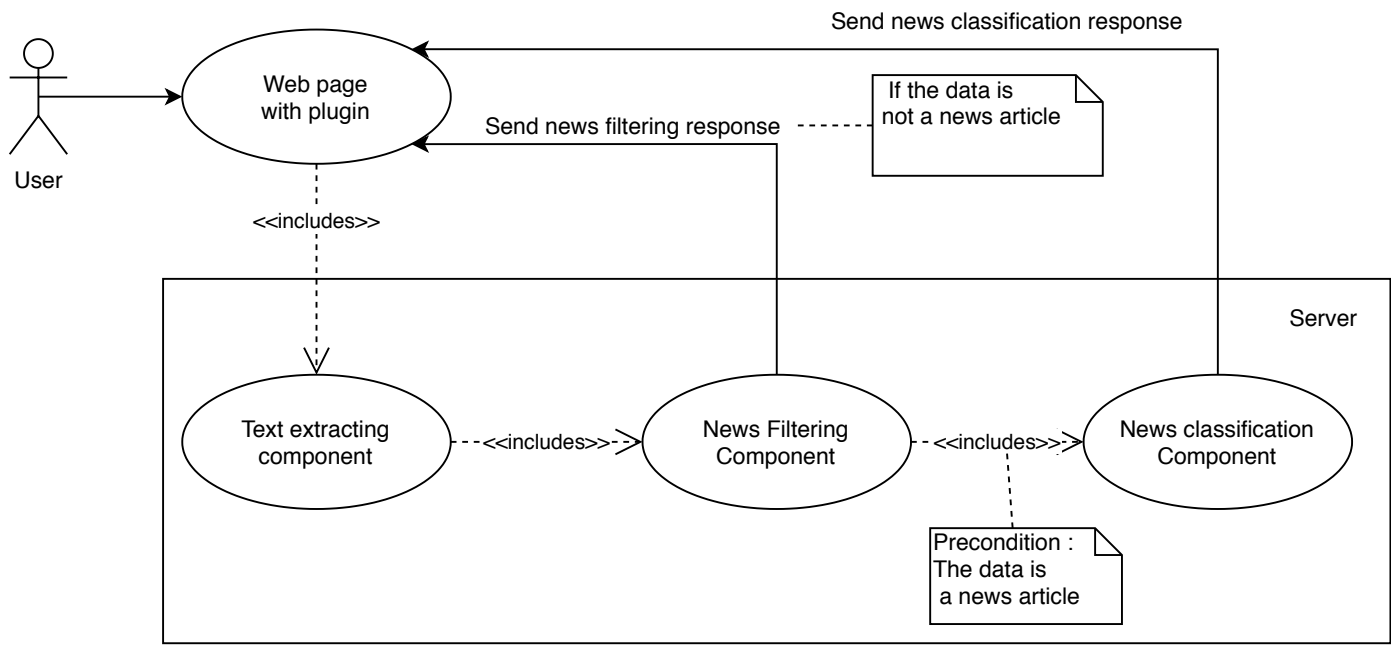 Send news classification response
Web page
with plugin
If the data is
not a news article
Send news filtering response
User
<<includes>>
Server
Text extracting
component
<<includes>>
News Filtering
Component
<<includes>>
News classification
Component
Precondition :
The data is
a news article